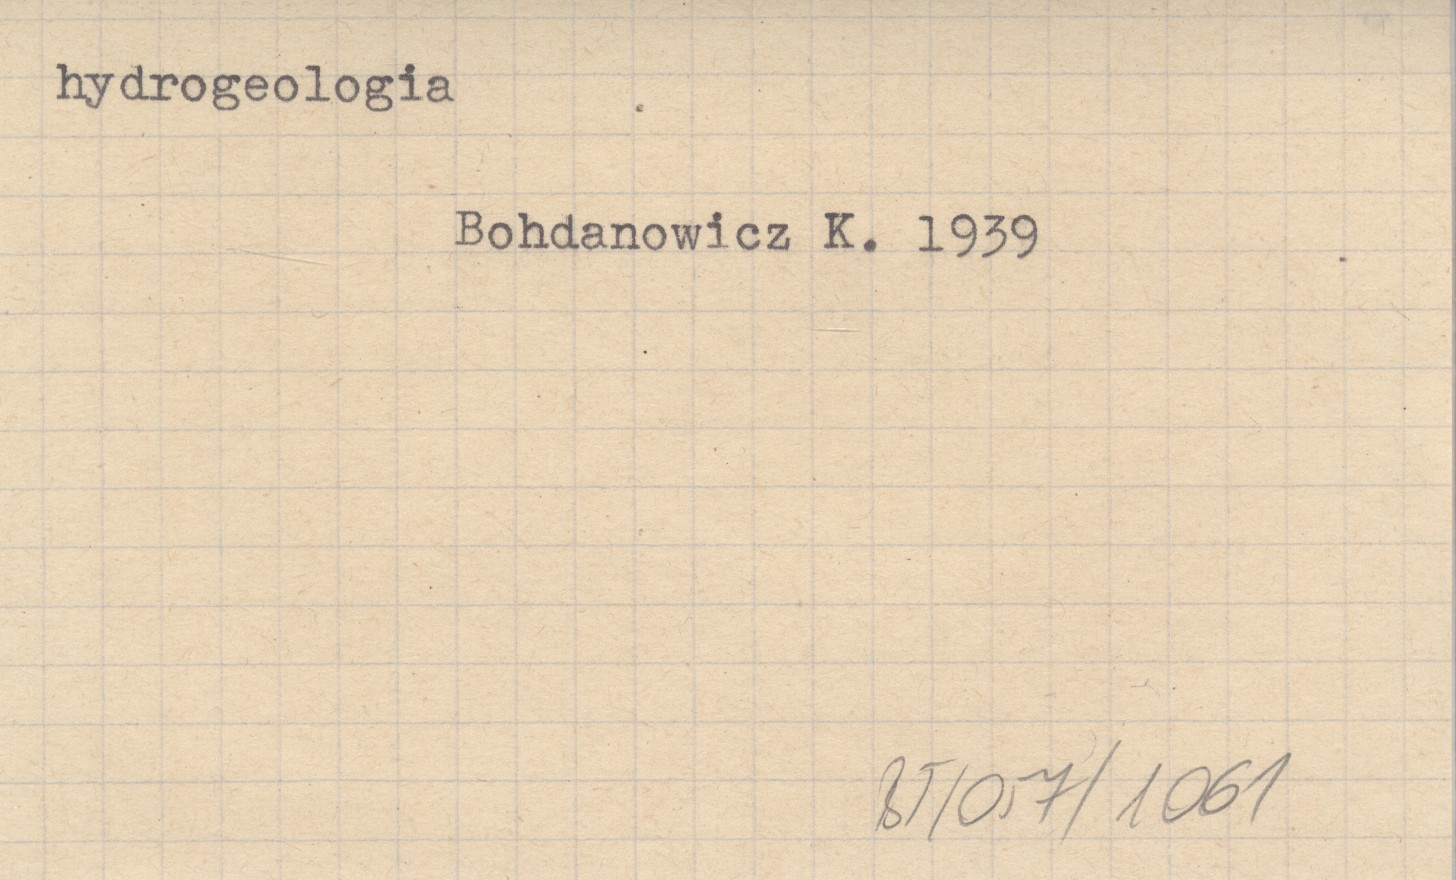 hydrogeologia
Bohdanowicz K. 1939
BT/057/1061